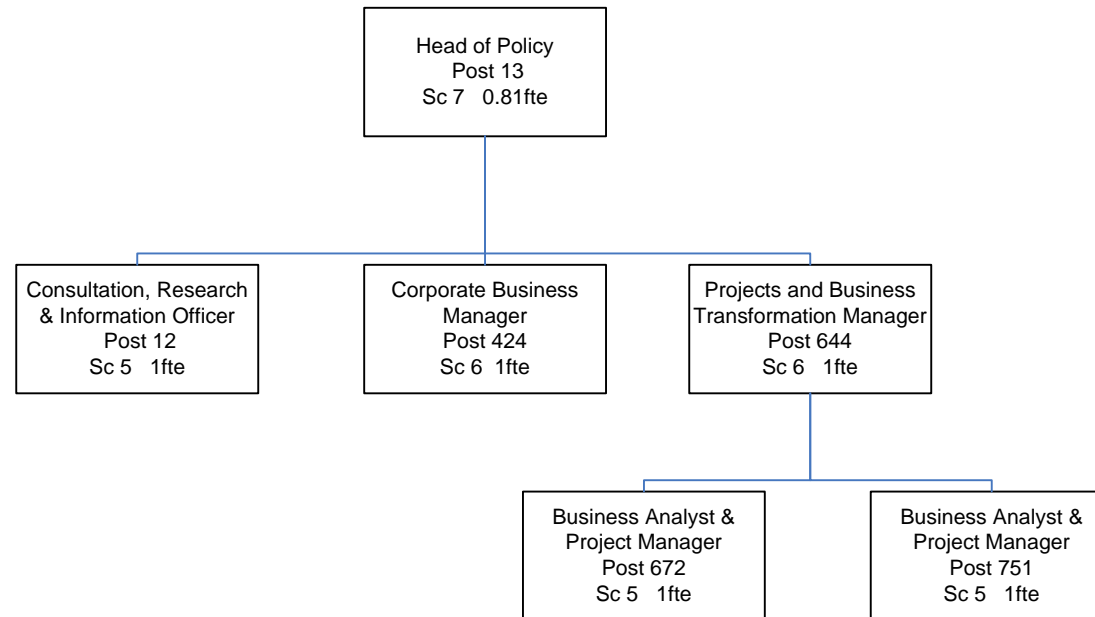 Head of Policy
Post 13
Sc 7   0.81fte
Consultation, Research
& Information Officer
Post 12
Sc 5   1fte
Corporate Business
Manager
Post 424
Sc 6  1fte
Projects and Business
Transformation Manager
Post 644
Sc 6   1fte
Business Analyst &
Project Manager
Post 672
Sc 5   1fte
Business Analyst &
Project Manager
Post 751
Sc 5   1fte